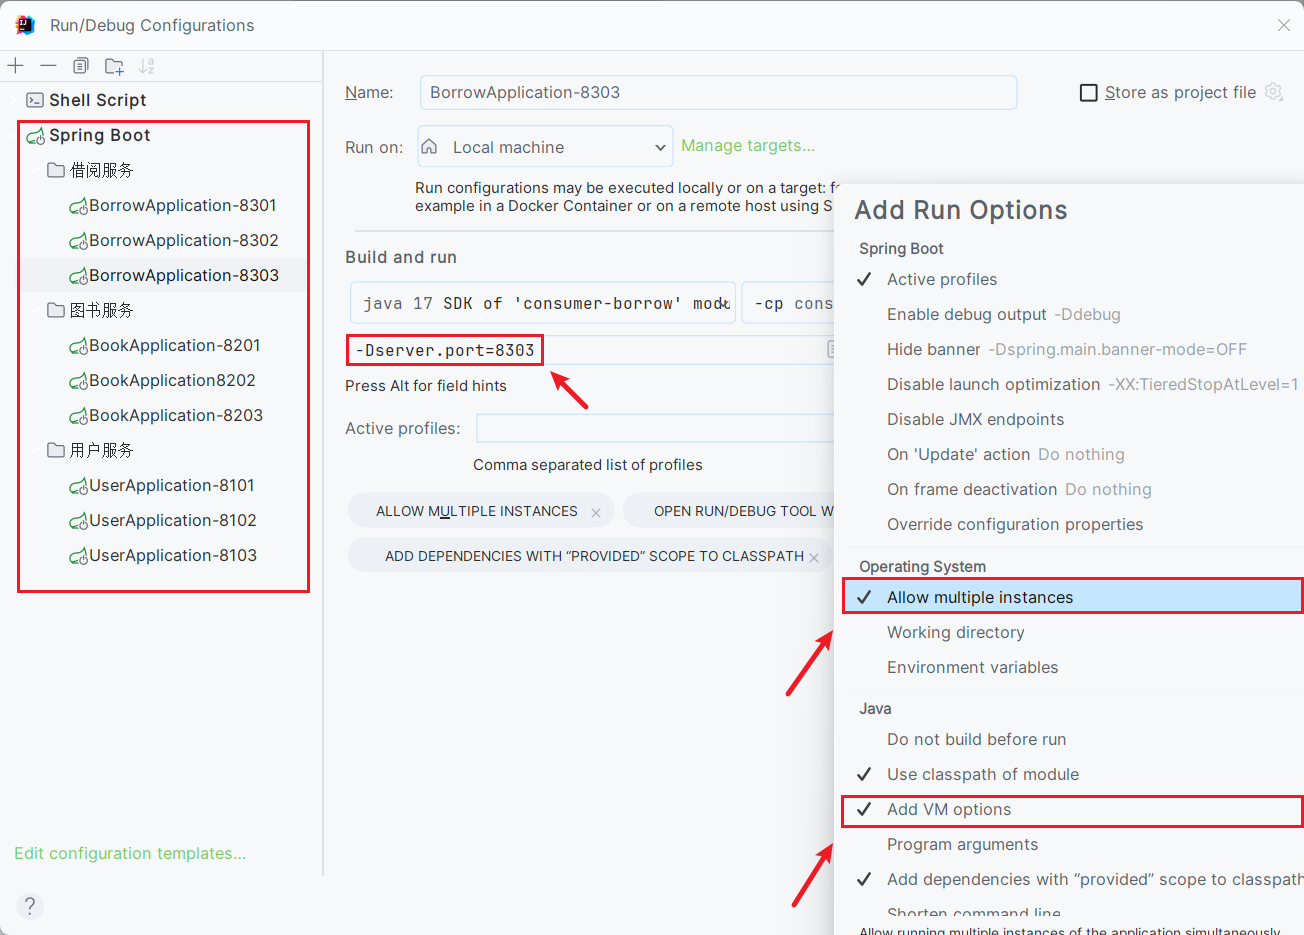 Run/Debug Configurations
Shell Script
Spring Boot
借阅服务
BorrowApplication-8301
BorrowApplication-8302
BorrowApplication-8303
图书服务
BookApplication-8201
BookApplication8202
BookApplication-8203
用户服务
UserApplication-8101
UserApplication-8102
UserApplication-8103
Edit configuration templates...
?
Name: BorrowApplication-8303
Store as project file
Run on: Local machine Manage targets...
Run configurations may be executed locally or on a target: f
example in a Docker Container or on a remote host using S
Build and run
java 17 SDK of 'consumer-borrow' modu -cp cons
-Dserver.port=8303
Press Alt for field hints
Active profiles:
Comma separated list of profiles
ALLOW MULTIPLE INSTANCES × OPEN RUN/DEBUG TOOL W
ADD DEPENDENCIES WITH “PROVIDED” SCOPE TO CLASSPATH ×
Add Run Options
Spring Boot
Active profiles
Enable debug output -Ddebug
Hide banner -Dspring.main.banner-mode=OFF
Disable launch optimization -XX:TieredStopAtLevel=1
Disable JMX endpoints
On 'Update' action Do nothing
On frame deactivation Do nothing
Override configuration properties
Operating System
Allow multiple instances
Working directory
Environment variables
Java
Do not build before run
Use classpath of module
Add VM options
Program arguments
Add dependencies with “provided” scope to classpath
Shorten command line
Allow running multiple instances of the application simultaneously